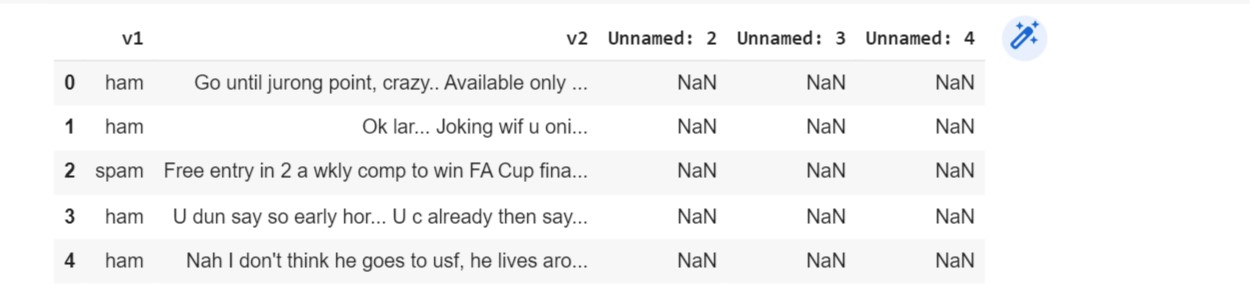 v1 v2 Unnamed: 2 Unnamed: 3 Unnamed: 4
0 ham Go until jurong point, crazy.. Available only ... NaN NaN NaN
1 ham Ok lar... Joking wif u oni... NaN NaN NaN
2 spam Free entry in 2 a wkly comp to win FA Cup fina... NaN NaN NaN
3 ham U dun say so early hor... U c already then say... NaN NaN NaN
4 ham Nah I don't think he goes to usf, he lives aro... NaN NaN NaN